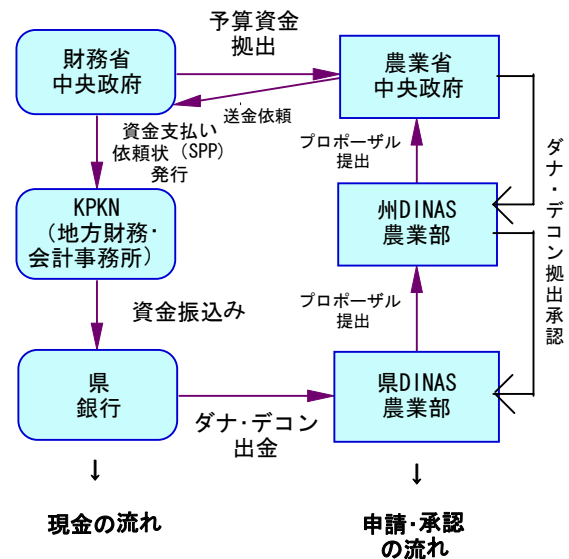 予算資金
拠出
財務省
中央政府
農業省
中央政府
送金依頼
資金支払い
依頼状（SPP）
発行
プロポーザル
提出
ダナ・デコン拠出承認
KPKN
（地方財務・
会計事務所）
州DINAS
農業部
資金振込み
プロポーザル
提出
県
銀行
県DINAS
農業部
ダナ・デコン
出金
↓
↓
現金の流れ
申請・承認
の流れ